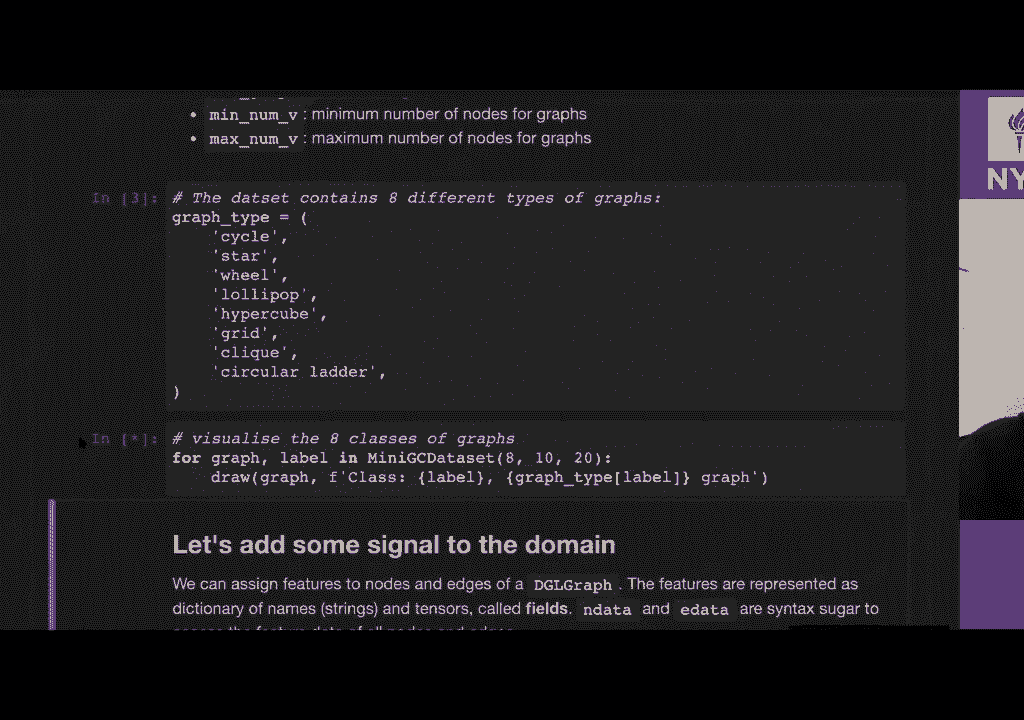 min_num_v : minimum number of nodes for graphs
max_num_v : maximum number of nodes for graphs
In [3]:
# The datset contains 8 different types of graphs:
graph_type = (
    'cycle',
    'star',
    'wheel',
    'lollipop',
    'hypercube',
    'grid',
    'clique',
    'circular ladder',
)
In [*]:
# visualise the 8 classes of graphs
for graph, label in MiniGCDataset(8, 10, 20):
    draw(graph, f'Class: {label}, {graph_type[label]} graph')
Let's add some signal to the domain
We can assign features to nodes and edges of a DGLGraph . The features are represented as
dictionary of names (strings) and tensors, called fields. ndata and edata are syntax sugar to
NY